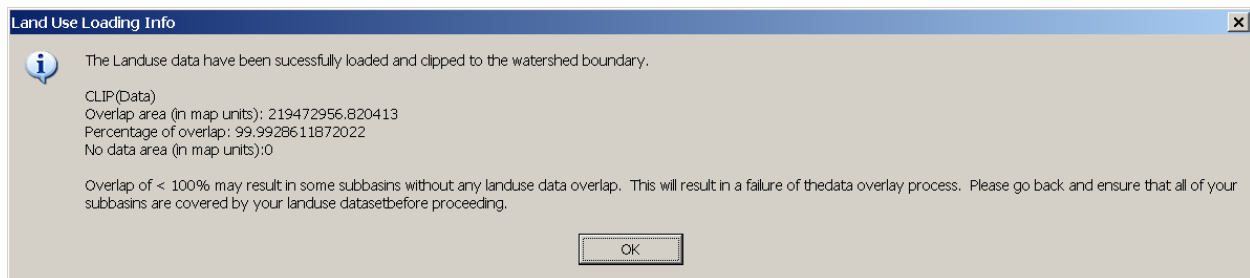 Land Use Loading Info
The Landuse data have been sucessfully loaded and clipped to the watershed boundary.
CLIP(Data)
Overlap area (in map units): 219472956.820413
Percentage of overlap: 99.9928611872022
No data area (in map units):0
Overlap of < 100% may result in some subbasins without any landuse data overlap.  This will result in a failure of thedata overlay process.  Please go back and ensure that all of your
subbasins are covered by your landuse datasetbefore proceeding.
OK